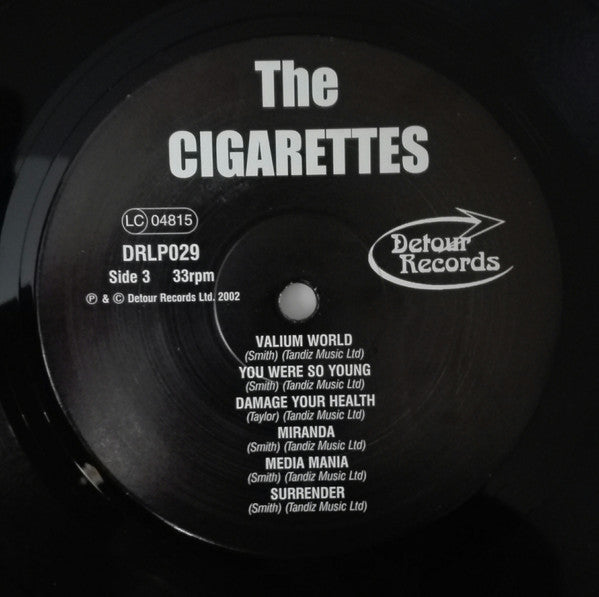 The
CIGARETTES
LC 04815
DRLP029
Side 3 33rpm
℗ & © Detour Records Ltd. 2002
Detour
Records
VALIUM WORLD
(Smith) (Tandiz Music Ltd)
YOU WERE SO YOUNG
(Smith) (Tandiz Music Ltd)
DAMAGE YOUR HEALTH
(Taylor) (Tandiz Music Ltd)
MIRANDA
(Smith) (Tandiz Music Ltd)
MEDIA MANIA
(Smith) (Tandiz Music Ltd)
SURRENDER
(Smith) (Tandiz Music Ltd)